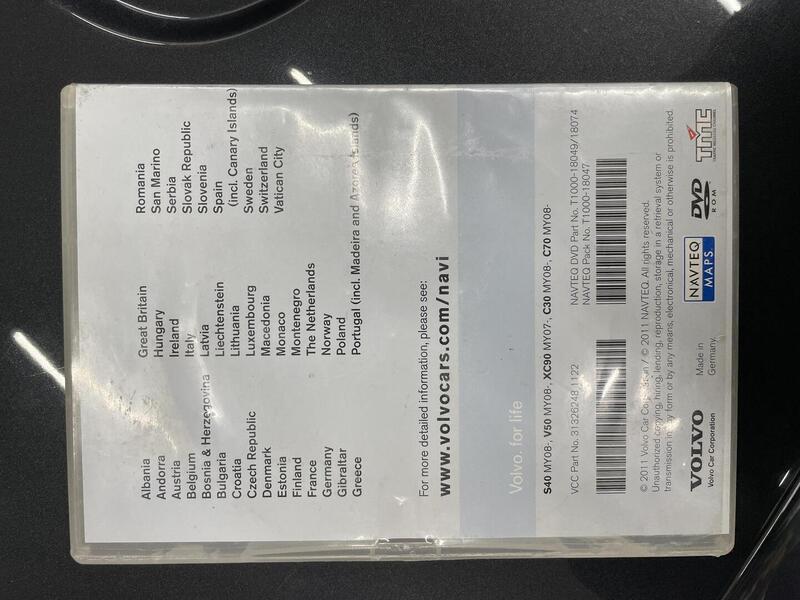 Albania
Andorra
Austria
Belgium
Bosnia & Herzegovina
Bulgaria
Croatia
Czech Republic
Denmark
Estonia
Finland
France
Germany
Gibraltar
Greece
Great Britain
Hungary
Ireland
Italy
Latvia
Liechtenstein
Lithuania
Luxembourg
Macedonia
Monaco
Montenegro
The Netherlands
Norway
Poland
Portugal (incl. Madeira and Azorea Islands)
Romania
San Marino
Serbia
Slovak Republic
Slovenia
Spain
(incl. Canary Islands)
Sweden
Switzerland
Vatican City
For more detailed information, please see:
www.volvocars.com/navi
Volvo. for life
S40 MY08-, V50 MY08-, XC90 MY07-, C30 MY08-, C70 MY08-
VCC Part No. 31326248 1122
NAVTEQ DVD Part No. T1000-18049/18074
NAVTEQ Pack No. T1000-18047
© 2011 Volvo Car Corporation / © 2011 NAVTEQ. All rights reserved.
Unauthorized copying, hiring, lending, reproduction, storage in a retrieval system or
transmission in any form or by any means, electronical, mechanical or otherwise is prohibited.
VOLVO
Volvo Car Corporation
Made in
Germany.
NAVTEQ
MAPS
DVD
ROM
TMC